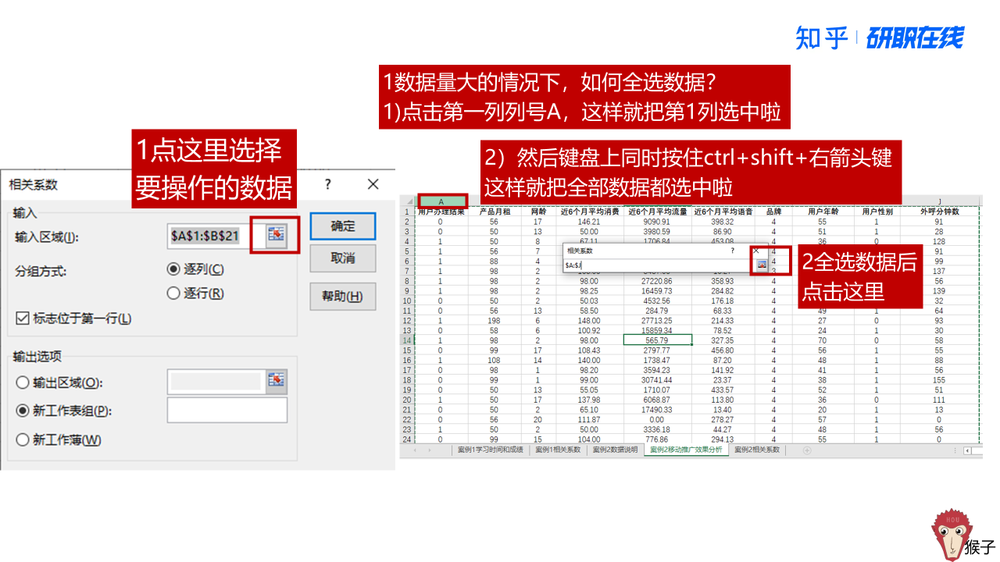 知乎 | 研职在线
1数据量大的情况下，如何全选数据？
1)点击第一列列号A，这样就把第1列选中啦
1点这里选择
要操作的数据
2）然后键盘上同时按住ctrl+shift+右箭头键
这样就把全部数据都选中啦
相关系数 ? ×
输入
输入区域(I): $A$1:$B$21
确定
分组方式: 逐列(C)
取消
逐行(R)
帮助(H)
标志位于第一行(L)
输出选项
输出区域(O):
新工作表组(P):
新工作薄(W)
A J
1 用户办理结果 产品月租 网龄 近6个月平均消费 近6个月平均流量 近6个月平均语音 品牌 用户年龄 用户性别 外呼分钟数
2 0 56 17 146.21 9090.91 398.32 4 55 1 91
3 0 50 13 50.00 3980.59 86.90 4 51 1 28
4 1 50 8 67.11 1706.84 453.08 4 36 0 128
5 1 56 7 4 91
6 1 88 4 4 99
7 1 98 2 3 137
8 1 98 2 98.00 27220.86 358.93 4 56
9 1 98 2 98.25 16459.73 284.82 4 139
10 0 50 2 50.03 4532.56 176.18 4 32
11 0 56 13 58.50 284.79 68.33 4 49 1 64
12 1 198 6 148.00 27713.25 214.33 4 27 0 93
13 0 58 6 100.92 15859.34 78.52 4 24 1 30
14 1 98 2 98.00 565.79 327.35 4 70 0 58
15 0 99 17 108.43 2797.77 456.80 4 56 1 55
16 1 108 14 140.00 1738.47 87.20 4 48 1 88
17 0 98 1 98.20 3594.23 141.92 4 41 1 56
18 0 99 1 99.00 30741.44 23.37 4 38 1 155
19 0 50 13 55.05 1710.07 433.57 4 52 1 51
20 1 50 17 137.98 6068.87 113.80 4 36 0 111
21 0 50 2 65.10 17490.33 13.40 4 20 1 13
22 0 56 20 111.87 0.00 278.27 4 57 1 0
23 1 50 2 50.00 3336.18 44.27 4 48 1 56
24 0 99 15 104.00 776.86 294.13 4 55 1 0
相关系数 ? ×
$A:$J
2全选数据后
点击这里
案例1学习时间和成绩 案例1相关系数 案例2数据说明 案例2移动推广效果分析 案例2相关系数
HOU
猴子